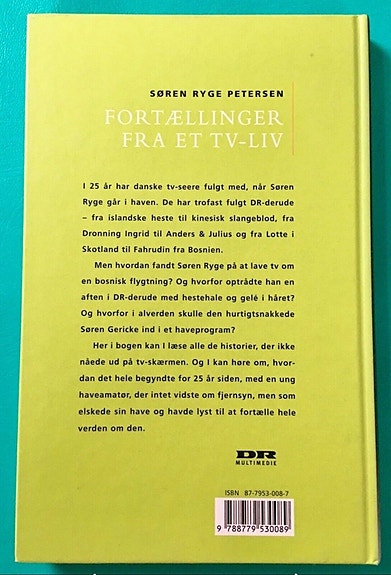 SØREN RYGE PETERSEN
FORTÆLLINGER
FRA ET TV-LIV
I 25 år har danske tv-seere fulgt med, når Søren
Ryge går i haven. De har trofast fulgt DR-derude
– fra islandske heste til kinesisk slangeblod, fra
Dronning Ingrid til Anders & Julius og fra Lotte i
Skotland til Fahrudin fra Bosnien.
Men hvordan fandt Søren Ryge på at lave tv om
en bosnisk flygtning? Og hvorfor optrådte han en
aften i DR-derude med hestehale og gelé i håret?
Og hvorfor i alverden skulle den hurtigtsnakkede
Søren Gericke ind i et haveprogram?
Her i bogen kan I læse alle de historier, der ikke
nåede ud på tv-skærmen. Og I kan høre om, hvor-
dan det hele begyndte for 25 år siden, med en ung
haveamatør, der intet vidste om fjernsyn, men som
elskede sin have og havde lyst til at fortælle hele
verden om den.
DR
MULTIMEDIE
ISBN 87-7953-008-7
9 788779 530089